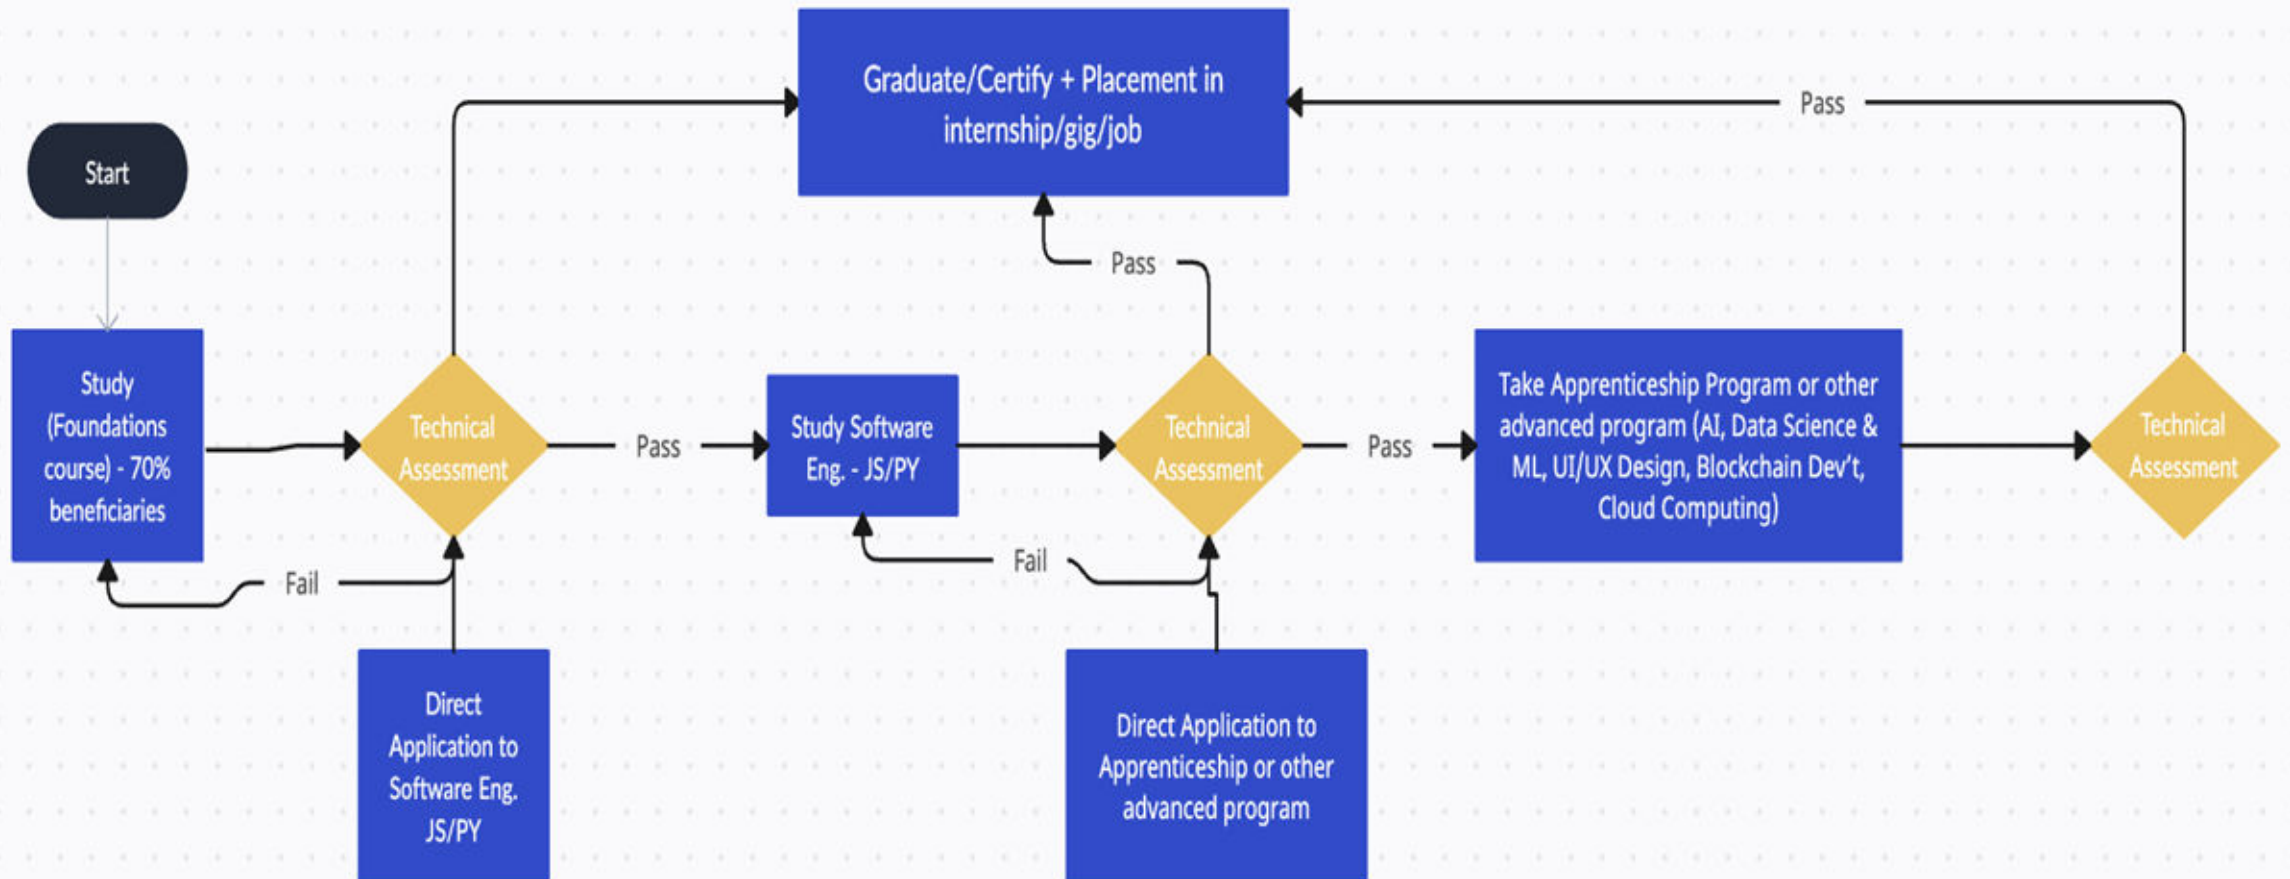 Graduate/Certify + Placement in
internship/gig/job
Pass
Start
Pass
Study
(Foundations
course) - 70%
beneficiaries
Technical
Assessment
Pass
Study Software
Eng. - JS/PY
Technical
Assessment
Pass
Take Apprenticeship Program or other
advanced program (AI, Data Science &
ML, UI/UX Design, Blockchain Dev’t,
Cloud Computing)
Technical
Assessment
Fail
Fail
Direct
Application to
Software Eng.
JS/PY
Direct Application to
Apprenticeship or other
advanced program